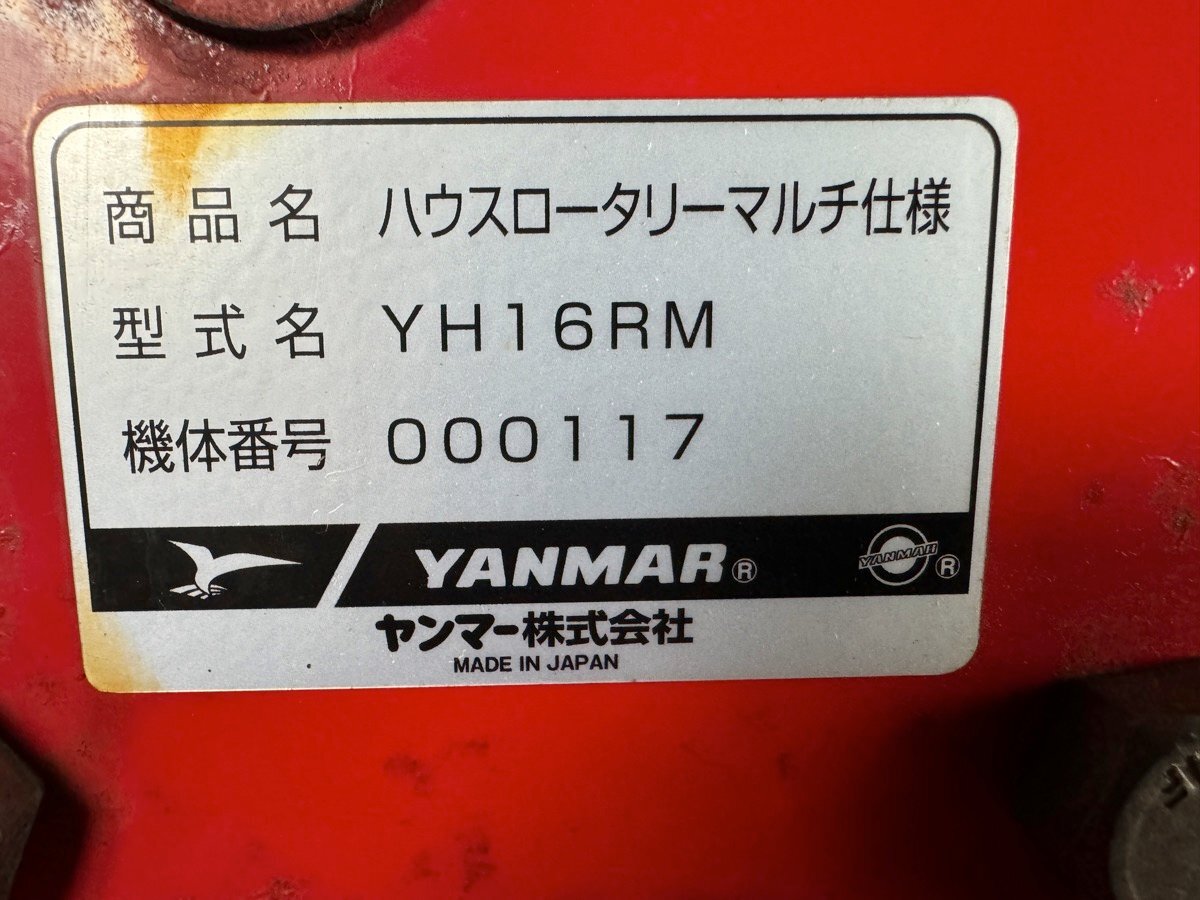 商品名 ハウスロータリーマルチ仕様
型式名 YH16RM
機体番号 000117
YANMAR® YANMAR ®
ヤンマー株式会社
MADE IN JAPAN